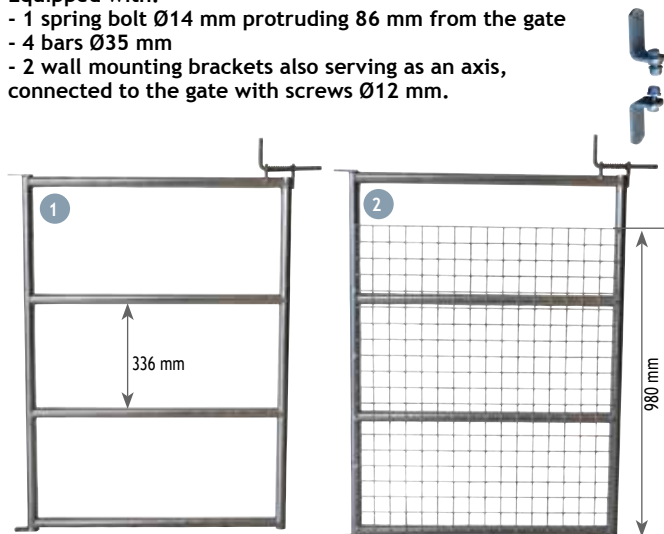 Equipped with:
- 1 spring bolt Ø14 mm protruding 86 mm from the gate
- 4 bars Ø35 mm
- 2 wall mounting brackets also serving as an axis,
connected to the gate with screws Ø12 mm.
1
2
336 mm
980 mm